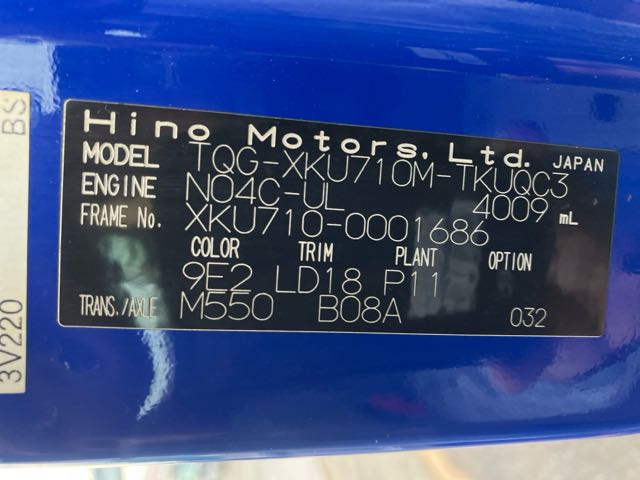 Hino Motors, Ltd. JAPAN
MODEL TQG-XKU710M-TKUQC3
ENGINE N04C-UL 4009 mL
FRAME No. XKU710-0001686
COLOR TRIM PLANT OPTION
9E2 LD18 P11
TRANS./AXLE M550 B08A 032
3V220 BS